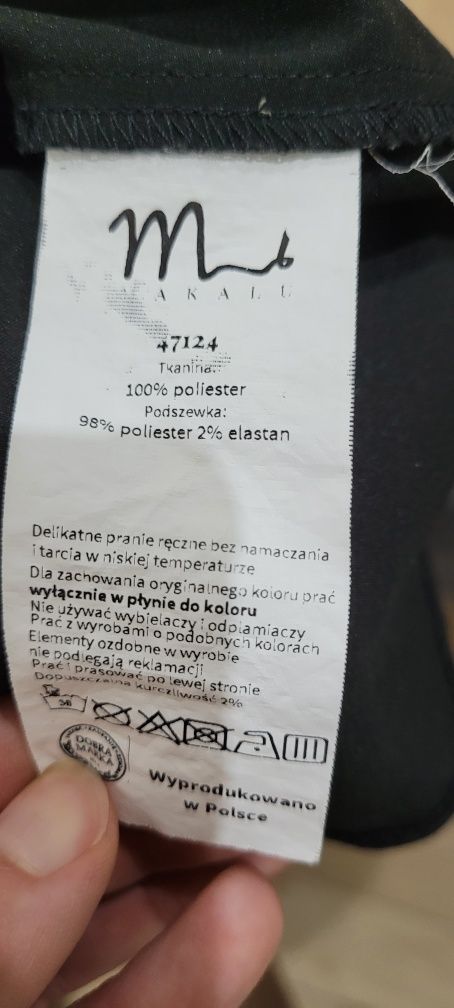 AKALU
47124
Tkanina:
100% poliester
Podszewka:
98% poliester 2% elastan
Delikatne pranie ręczne bez namaczania
i tarcia w niskiej temperaturze
Dla zachowania oryginalnego koloru prać
wyłącznie w płynie do koloru
Nie używać wybielaczy i odplamiaczy
Prać z wyrobami o podobnych kolorach
Elementy ozdobne w wyrobie
nie podlegają reklamacji
Prać i prasować po lewej stronie
Dopuszczalna kurczliwość 2%
DOBRA
MARKA
Wyprodukowano
w Polsce